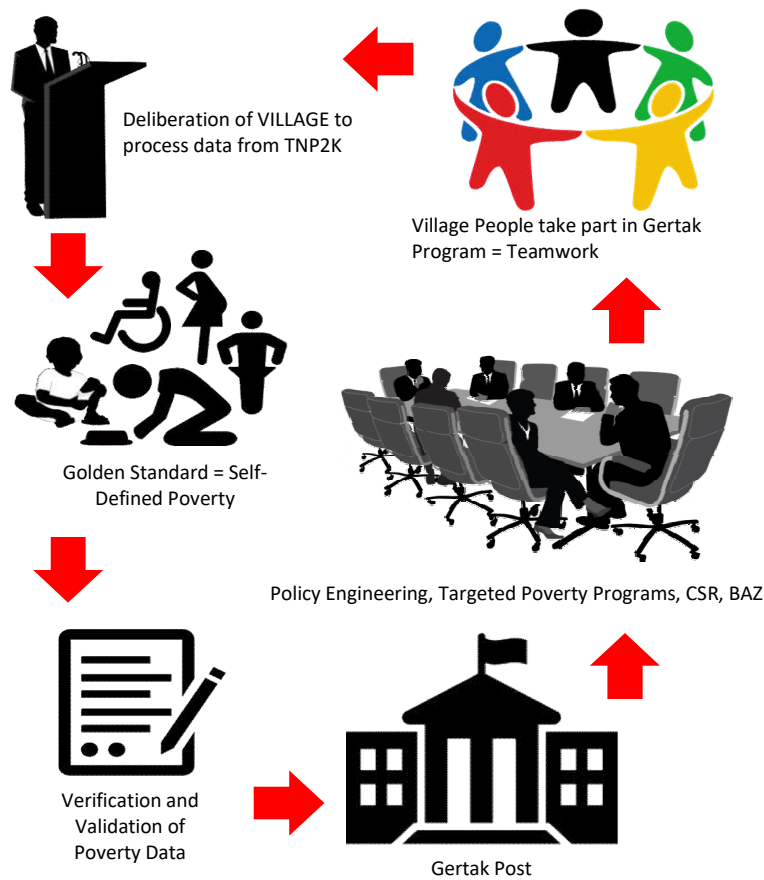 Deliberation of VILLAGE to
process data from TNP2K
Village People take part in Gertak
Program = Teamwork
Golden Standard = Self-
Defined Poverty
Policy Engineering, Targeted Poverty Programs, CSR, BAZ
Verification and
Validation of
Poverty Data
Gertak Post